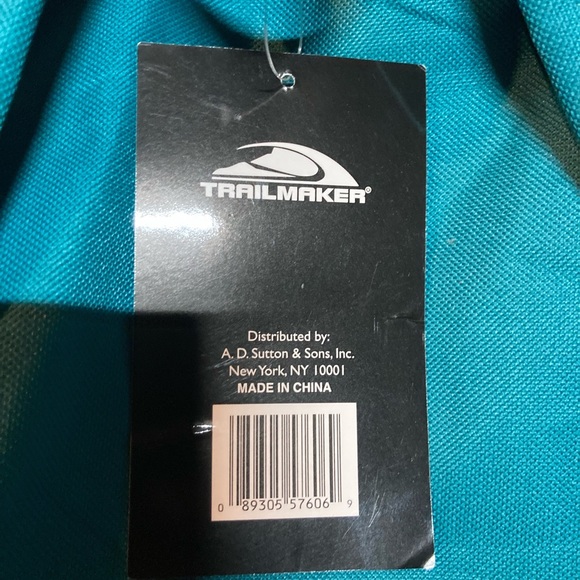 TRAILMAKER®
Distributed by:
A. D. Sutton & Sons, Inc.
New York, NY 10001
MADE IN CHINA
0 89305 57606 9